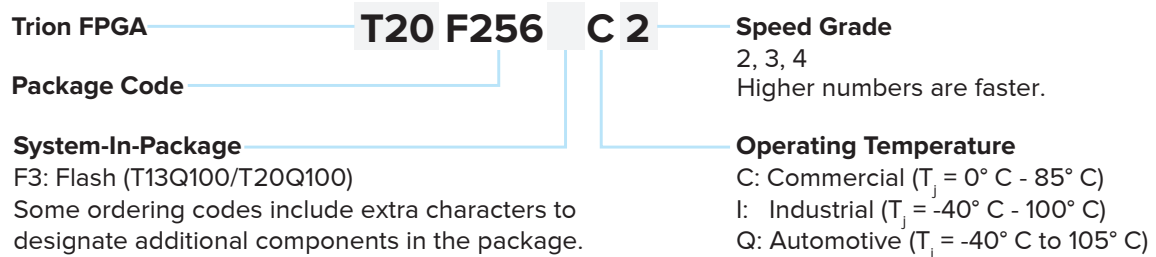 Trion FPGA T20 F256 C 2 Speed Grade
2, 3, 4
Package Code Higher numbers are faster.
System-In-Package Operating Temperature
F3: Flash (T13Q100/T20Q100) C: Commercial (Tj = 0° C - 85° C)
Some ordering codes include extra characters to I: Industrial (Tj = -40° C - 100° C)
designate additional components in the package. Q: Automotive (Tj = -40° C to 105° C)